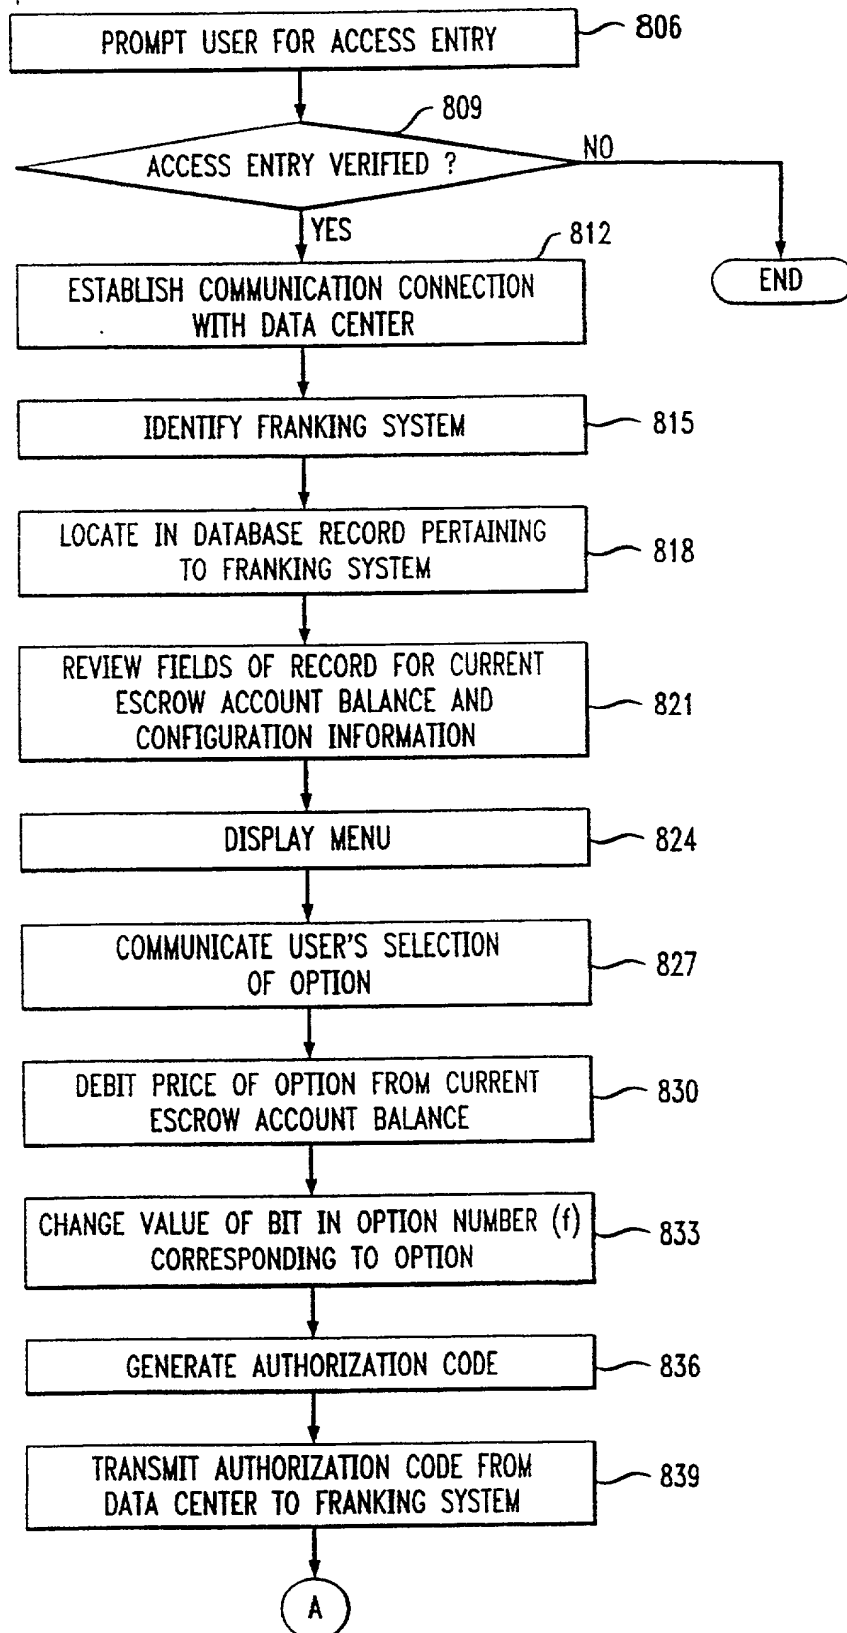 PROMPT USER FOR ACCESS ENTRY
806
809
ACCESS ENTRY VERIFIED ?
NO
YES
812
END
ESTABLISH COMMUNICATION CONNECTION
WITH DATA CENTER
IDENTIFY FRANKING SYSTEM
815
LOCATE IN DATABASE RECORD PERTAINING
TO FRANKING SYSTEM
818
REVIEW FIELDS OF RECORD FOR CURRENT
ESCROW ACCOUNT BALANCE AND
CONFIGURATION INFORMATION
821
DISPLAY MENU
824
COMMUNICATE USER'S SELECTION
OF OPTION
827
DEBIT PRICE OF OPTION FROM CURRENT
ESCROW ACCOUNT BALANCE
830
CHANGE VALUE OF BIT IN OPTION NUMBER (f)
CORRESPONDING TO OPTION
833
GENERATE AUTHORIZATION CODE
836
TRANSMIT AUTHORIZATION CODE FROM
DATA CENTER TO FRANKING SYSTEM
839
A